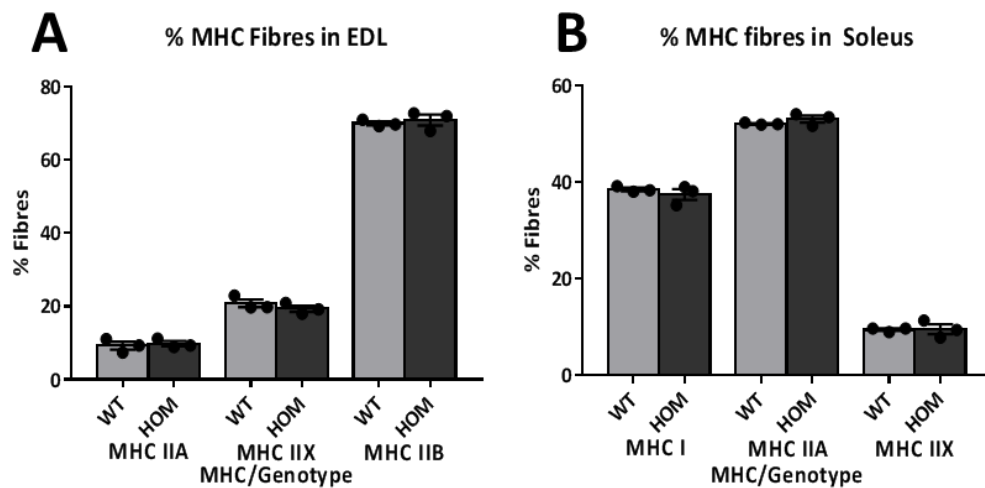 A
% MHC Fibres in EDL
% Fibres
80
60
40
20
0
WT
HOM
WT
HOM
WT
HOM
MHC IIA
MHC IIX
MHC IIB
MHC/Genotype
B
% MHC fibres in Soleus
% Fibres
60
40
20
0
WT
HOM
WT
HOM
WT
HOM
MHC I
MHC IIA
MHC IIX
MHC/Genotype